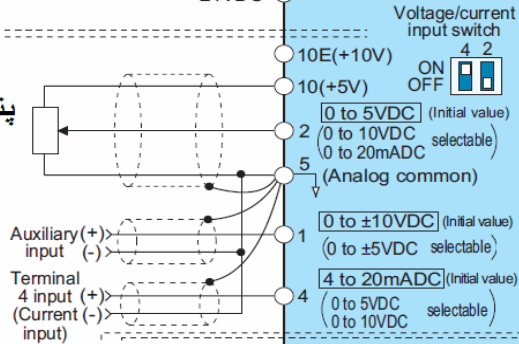 Voltage/current
input switch
4 2
ON
OFF
10E(+10V)
10(+5V)
2
0 to 5VDC (Initial value)
0 to 10VDC
0 to 20mADC
selectable)
5
(Analog common)
Auxiliary (+)
input (-)
1
0 to ±10VDC (Initial value)
(0 to ±5VDC selectable)
Terminal
4 input (+)
(Current (-)
input)
4
4 to 20mADC (Initial value)
(0 to 5VDC
0 to 10VDC
selectable)